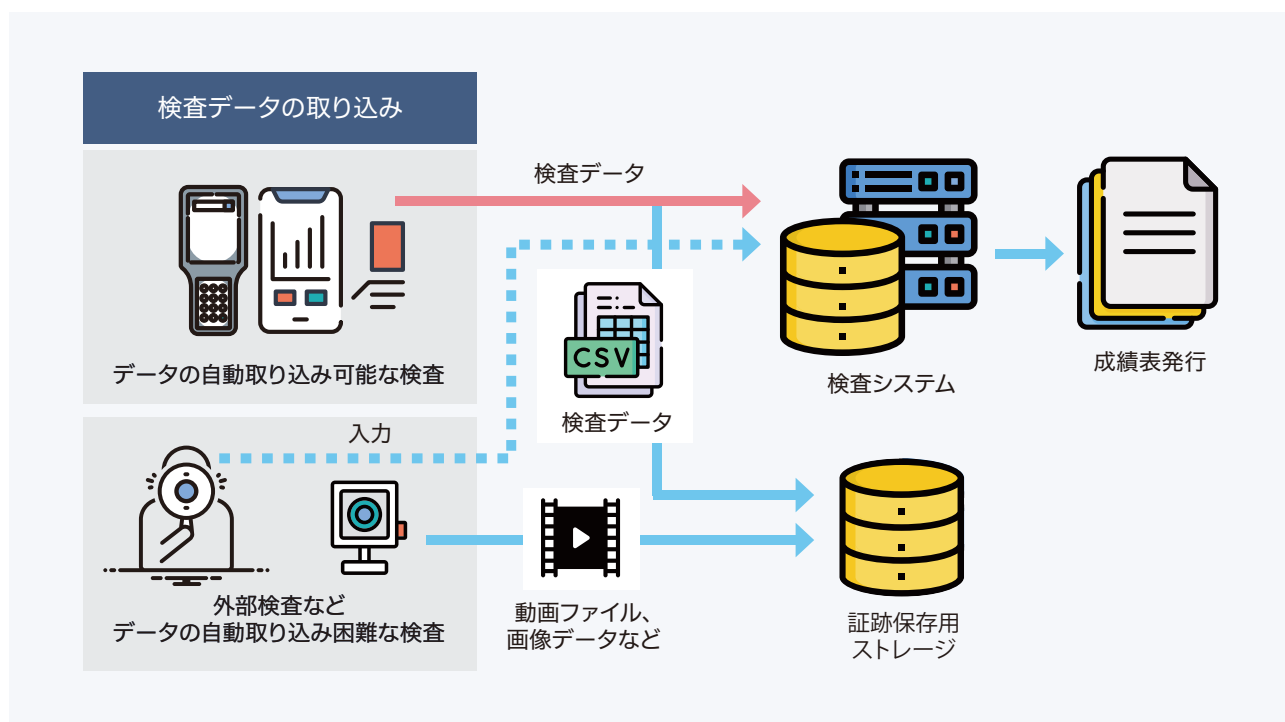 検査データの取り込み
検査データ
データの自動取り込み可能な検査
CSV
検査データ
検査システム
成績表発行
入力
外部検査など
データの自動取り込み困難な検査
動画ファイル、
画像データなど
証跡保存用
ストレージ